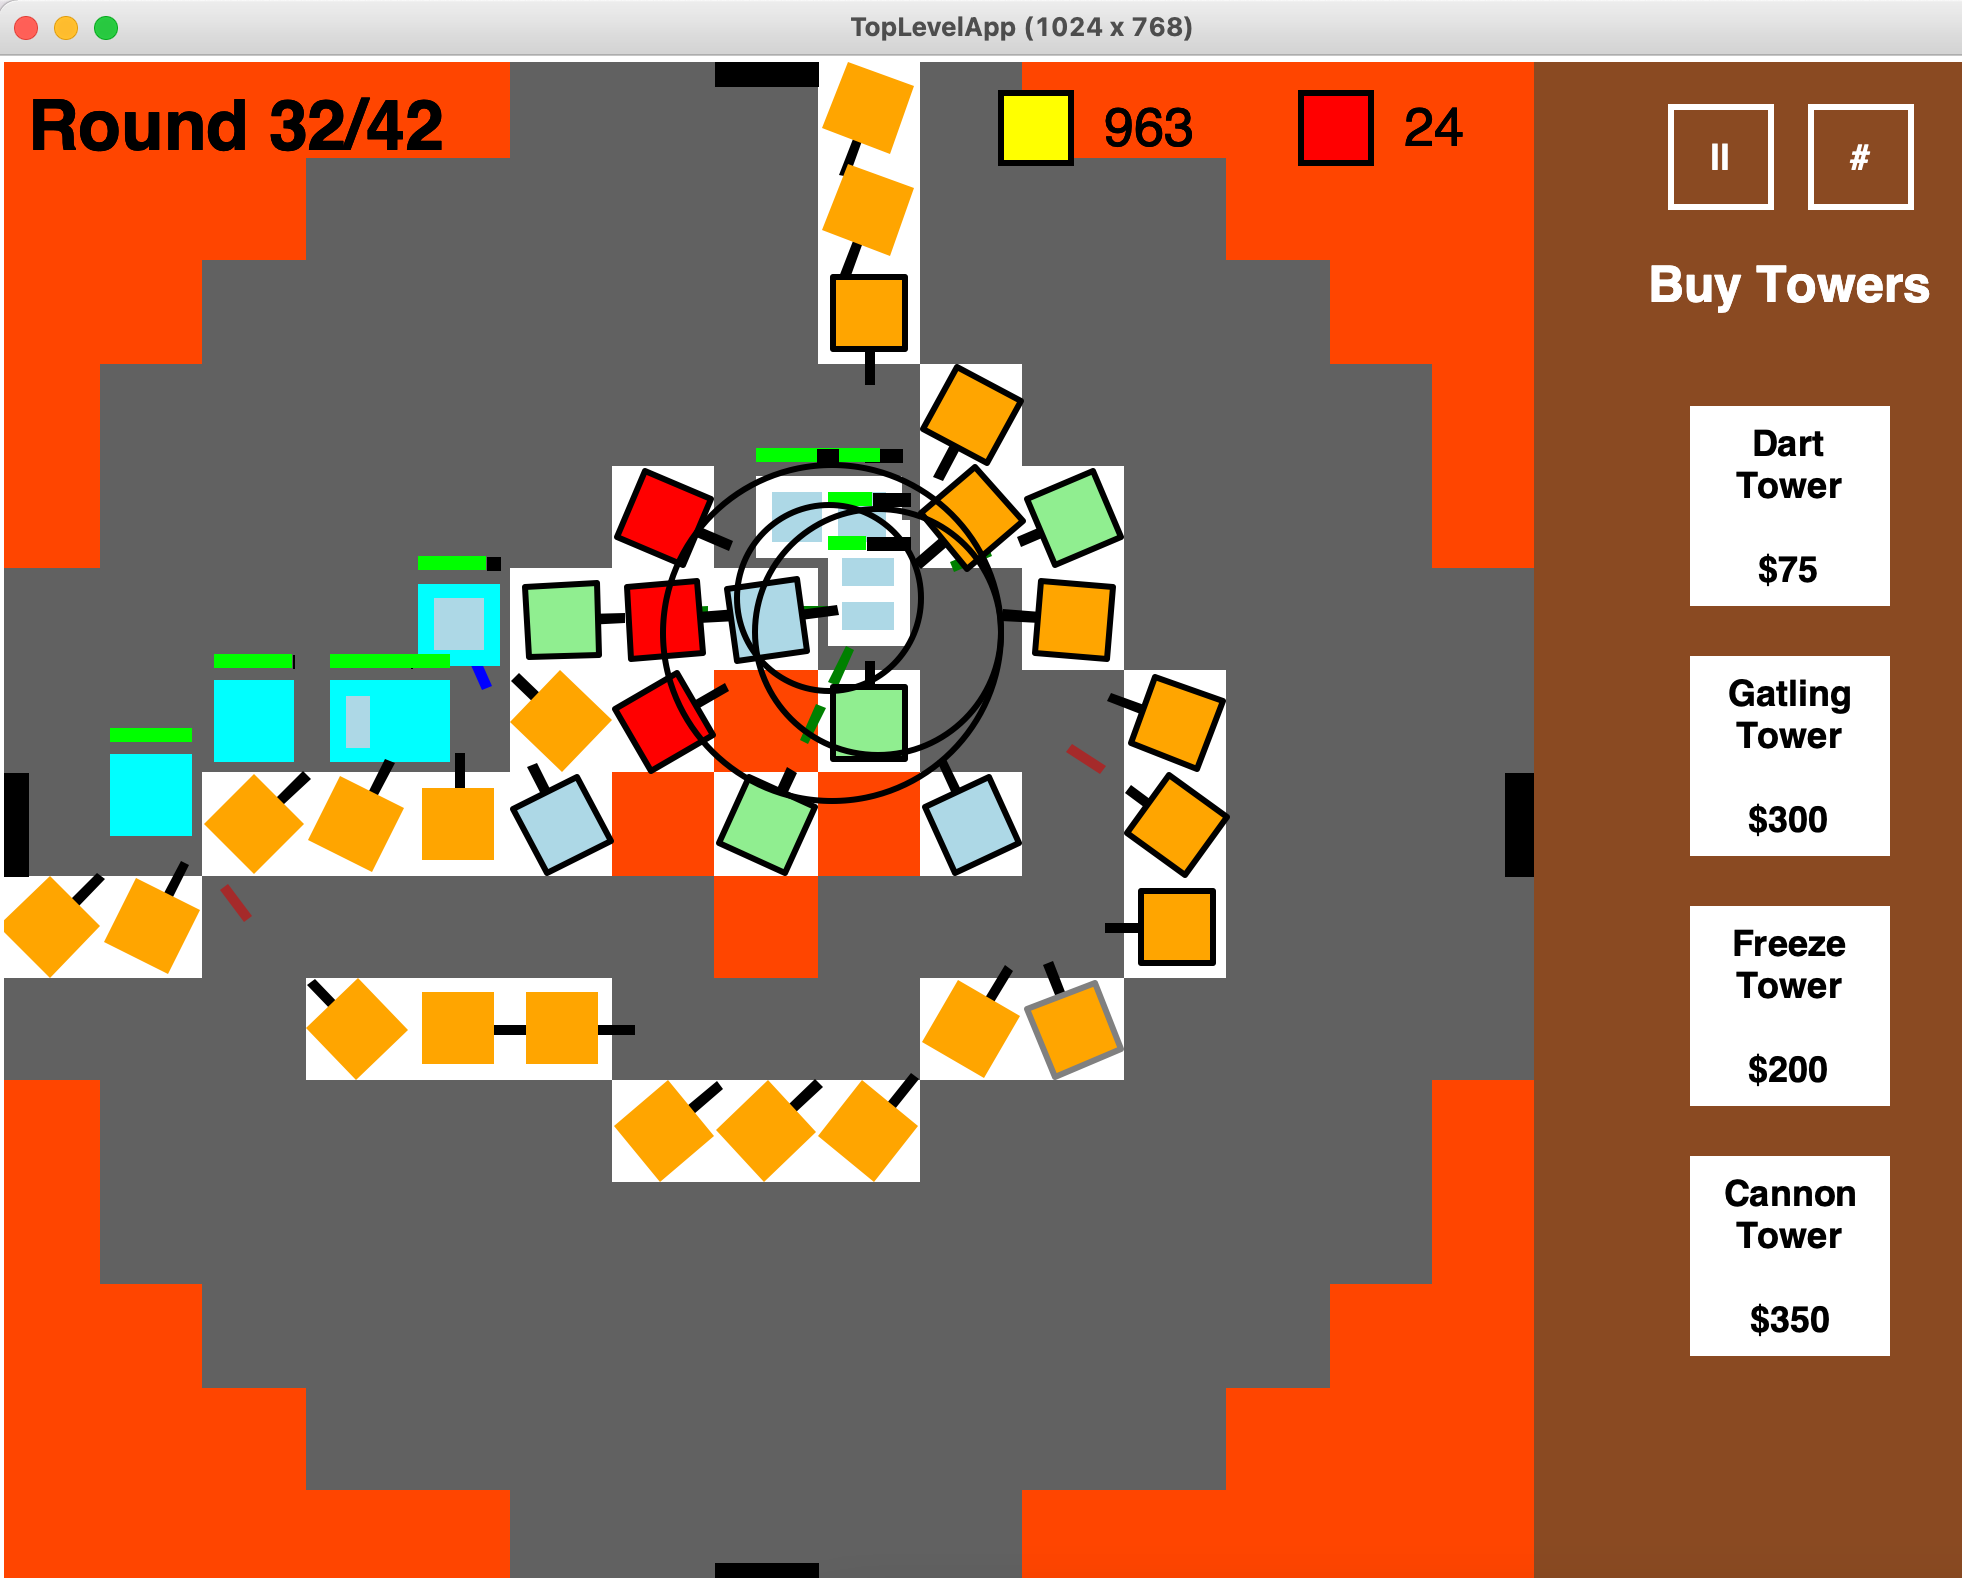 TopLevelApp (1024 x 768)
Round 32/42
963
24
II
#
Buy Towers
Dart
Tower
$75
Gatling
Tower
$300
Freeze
Tower
$200
Cannon
Tower
$350